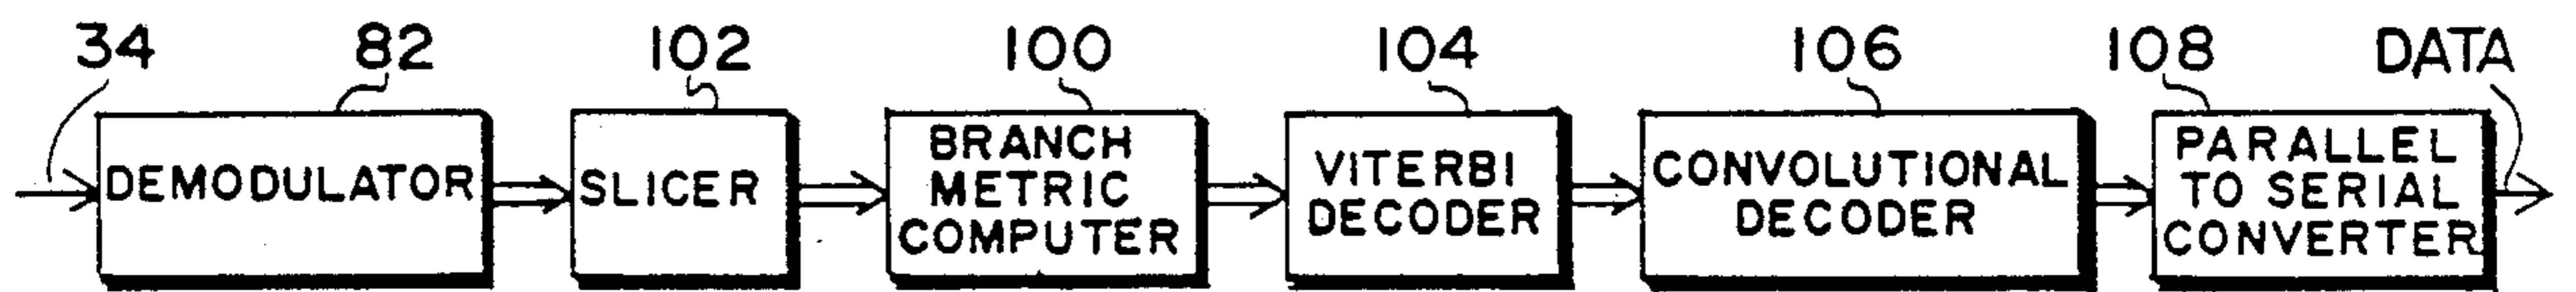 34
82
102
100
104
106
108
DATA
DEMODULATOR
SLICER
BRANCH
METRIC
COMPUTER
VITERBI
DECODER
CONVOLUTIONAL
DECODER
PARALLEL
TO SERIAL
CONVERTER